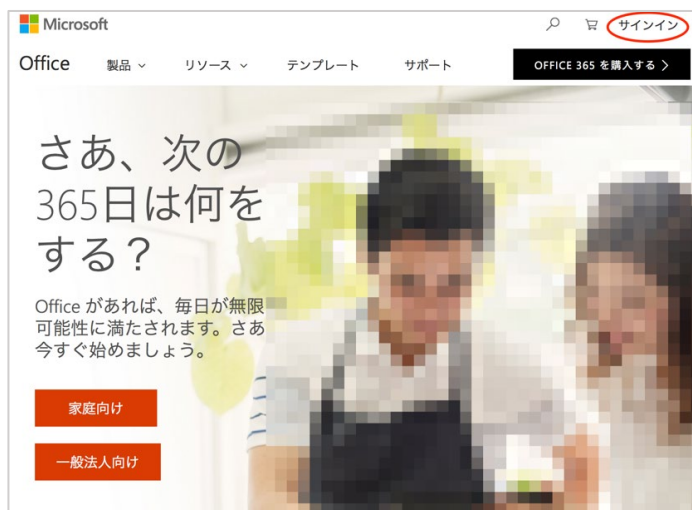 Microsoft
サインイン
Office
製品
リソース
テンプレート
サポート
OFFICE 365 を購入する
さあ、次の
365日は何を
する？
Office があれば、毎日が無限
可能性に満たされます。さあ
今すぐ始めましょう。
家庭向け
一般法人向け